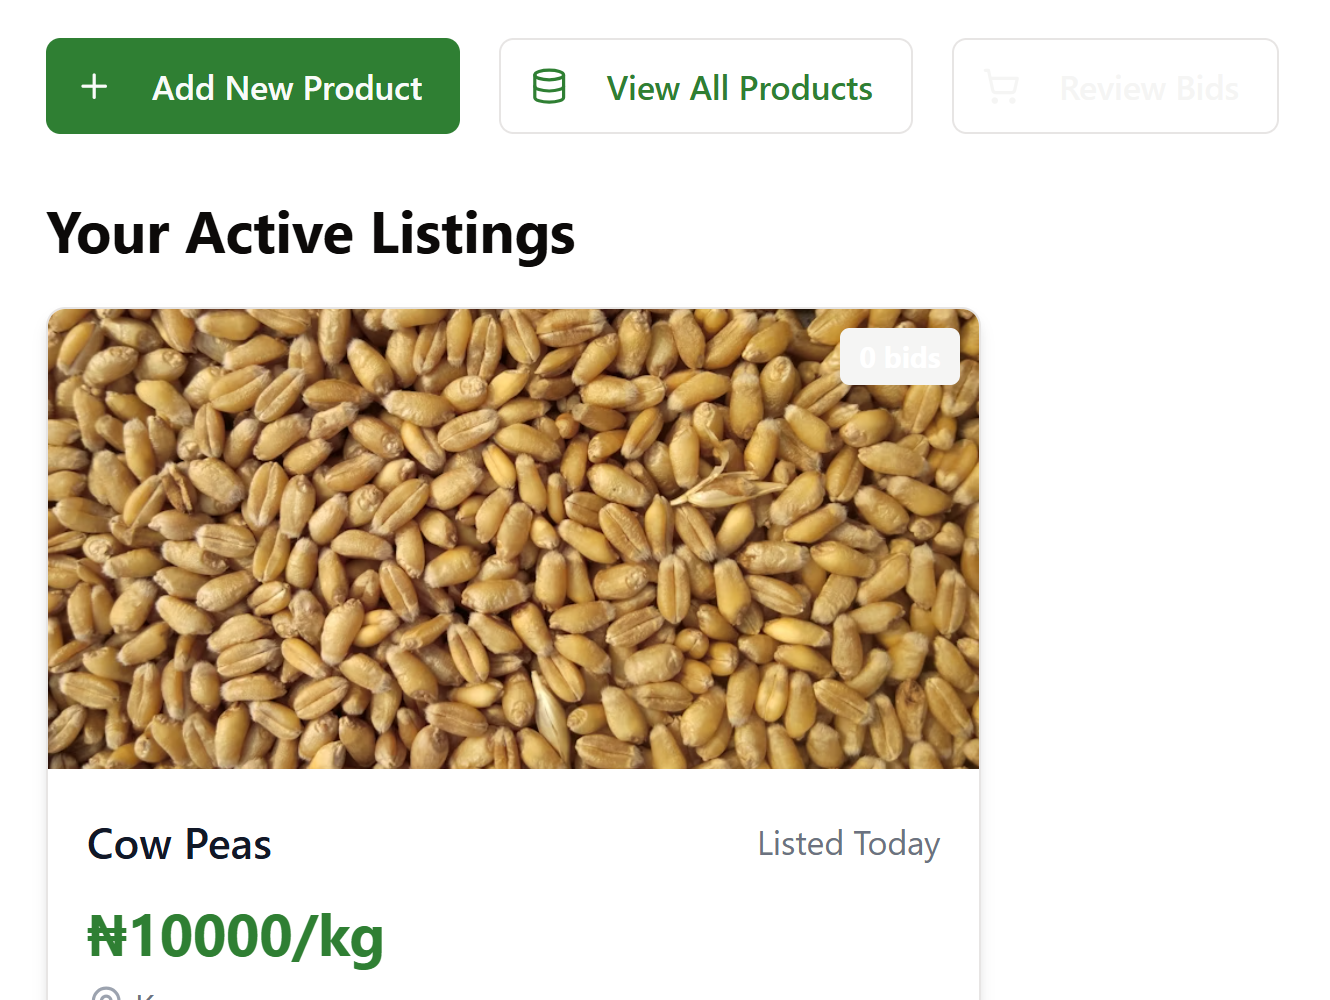 Add New Product
View All Products
Review Bids
Your Active Listings
0 bids
Cow Peas
Listed Today
₦10000/kg